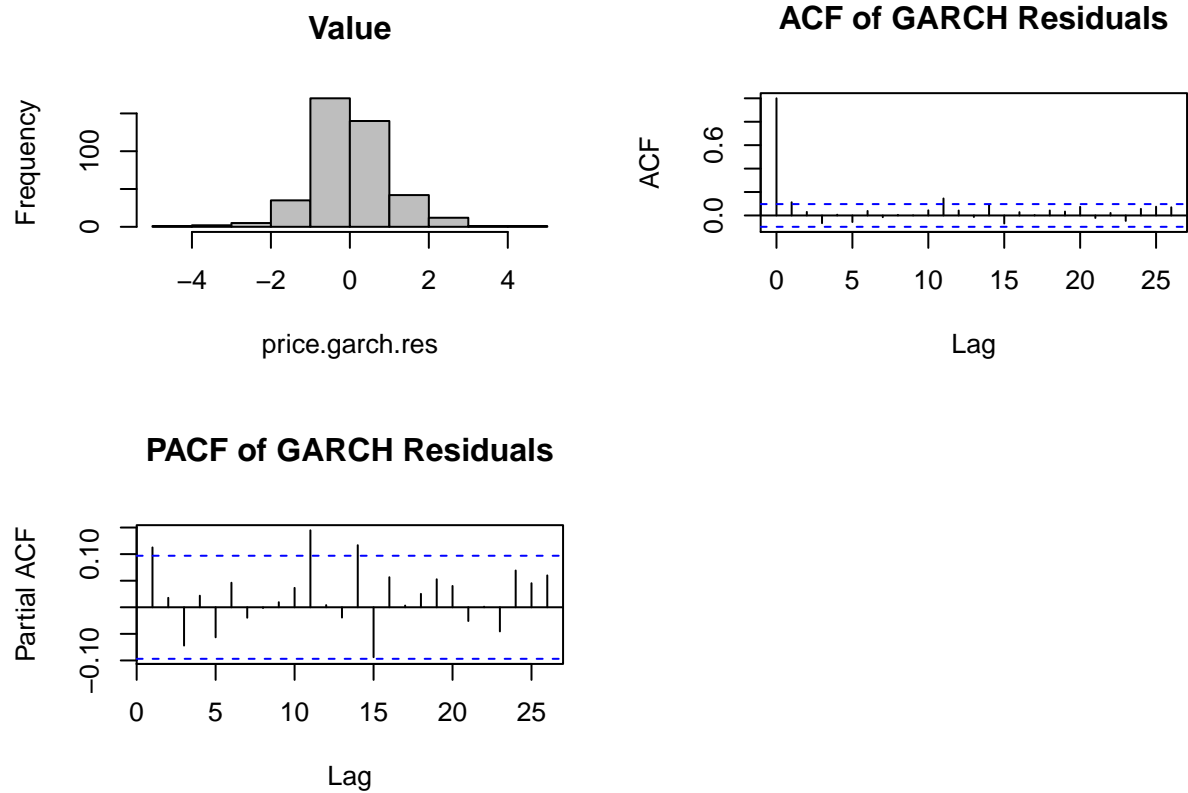 Value
Frequency
0
100
−4
−2
0
2
4
price.garch.res
ACF of GARCH Residuals
ACF
0.0
0.6
0
5
10
15
20
25
Lag
PACF of GARCH Residuals
Partial ACF
−0.10
0.10
0
5
10
15
20
25
Lag